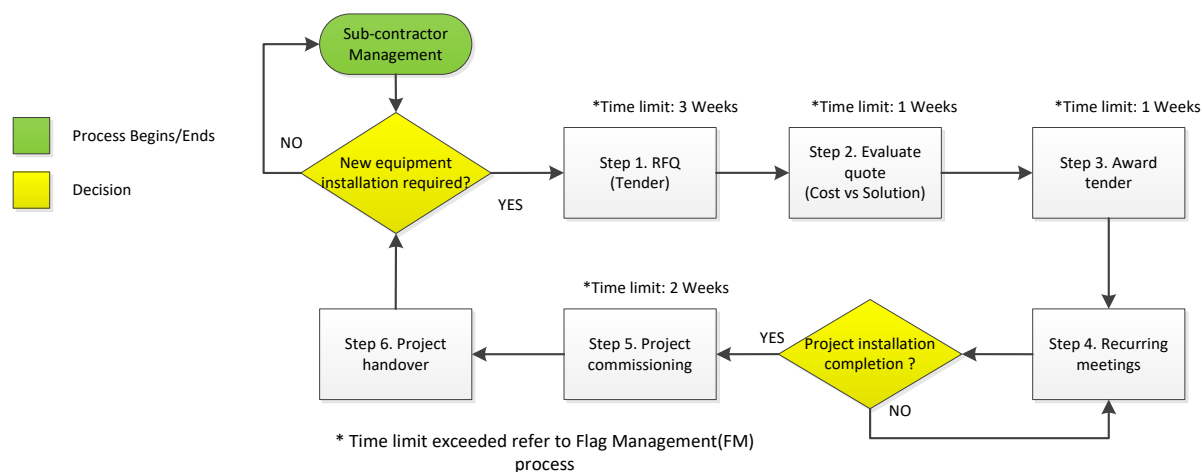 Sub-contractor
Management
*Time limit: 3 Weeks
*Time limit: 1 Weeks
*Time limit: 1 Weeks
Process Begins/Ends
Decision
NO
New equipment
installation required?
YES
Step 1. RFQ
(Tender)
Step 2. Evaluate
quote
(Cost vs Solution)
Step 3. Award
tender
*Time limit: 2 Weeks
Step 6. Project
handover
Step 5. Project
commissioning
YES
Project installation
completion ?
NO
Step 4. Recurring
meetings
* Time limit exceeded refer to Flag Management(FM)
process